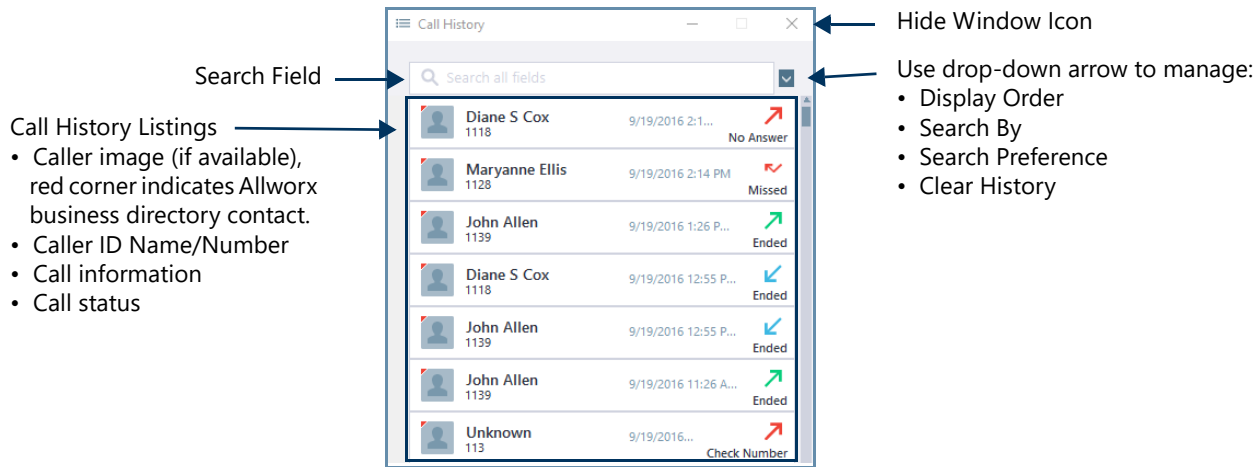 Call History
Hide Window Icon
Search Field
Search all fields
Use drop-down arrow to manage:
• Display Order
• Search By
• Search Preference
• Clear History
Call History Listings
• Caller image (if available),
red corner indicates Allworx
business directory contact.
• Caller ID Name/Number
• Call information
• Call status
Diane S Cox
1118
9/19/2016 2:1...
No Answer
Maryanne Ellis
1128
9/19/2016 2:14 PM
Missed
John Allen
1139
9/19/2016 1:26 P...
Ended
Diane S Cox
1118
9/19/2016 12:55 P...
Ended
John Allen
1139
9/19/2016 12:55 P...
Ended
John Allen
1139
9/19/2016 11:26 A...
Ended
Unknown
113
9/19/2016...
Check Number